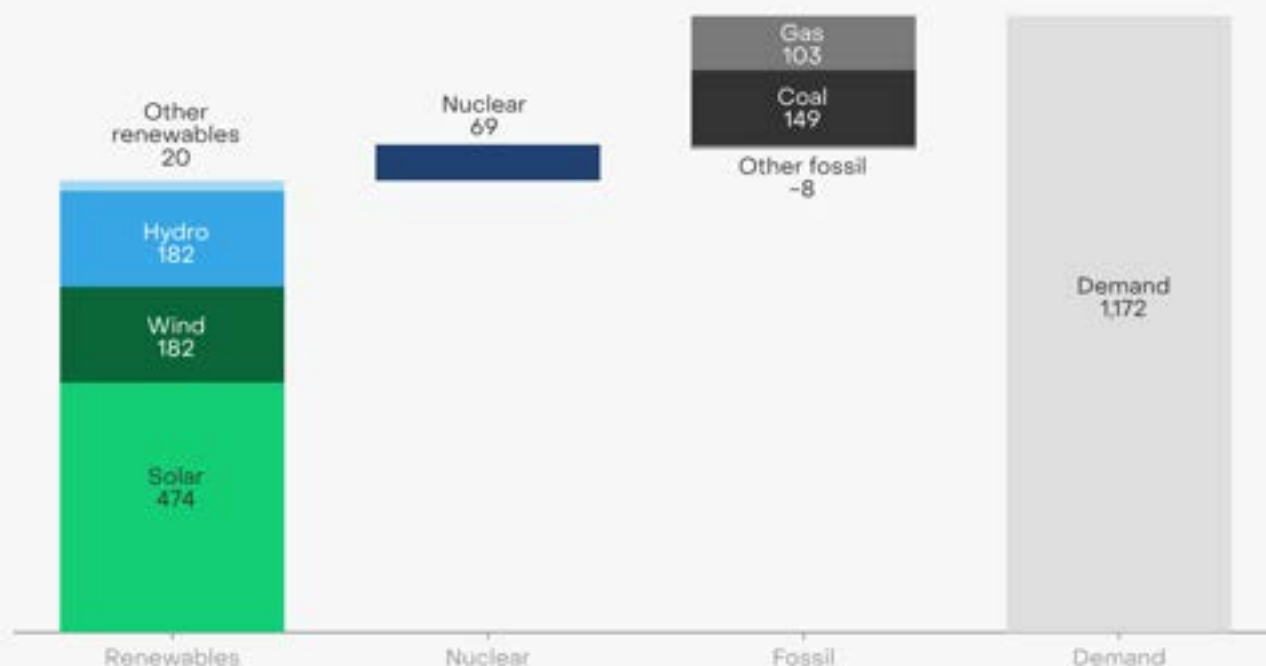 Other
renewables
20
Hydro
182
Wind
182
Solar
474
Nuclear
69
Gas
103
Coal
149
Other fossil
-8
Demand
1,172
Renewables
Nuclear
Fossil
Demand